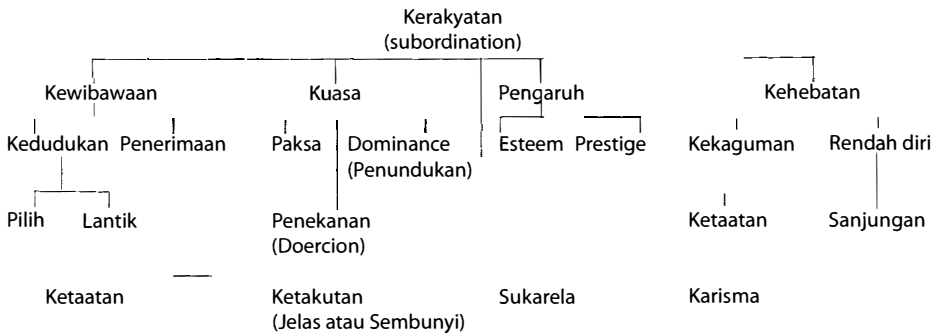 Kerakyatan
(subordination)
Kewibawaan Kuasa Pengaruh Kehebatan
Kedudukan Penerimaan Paksa Dominance Esteem Prestige Kekaguman Rendah diri
(Penundukan)
Pilih Lantik Penekanan Ketaatan Sanjungan
(Doercion)
Ketaatan Ketakutan Sukarela Karisma
(Jelas atau Sembunyi)